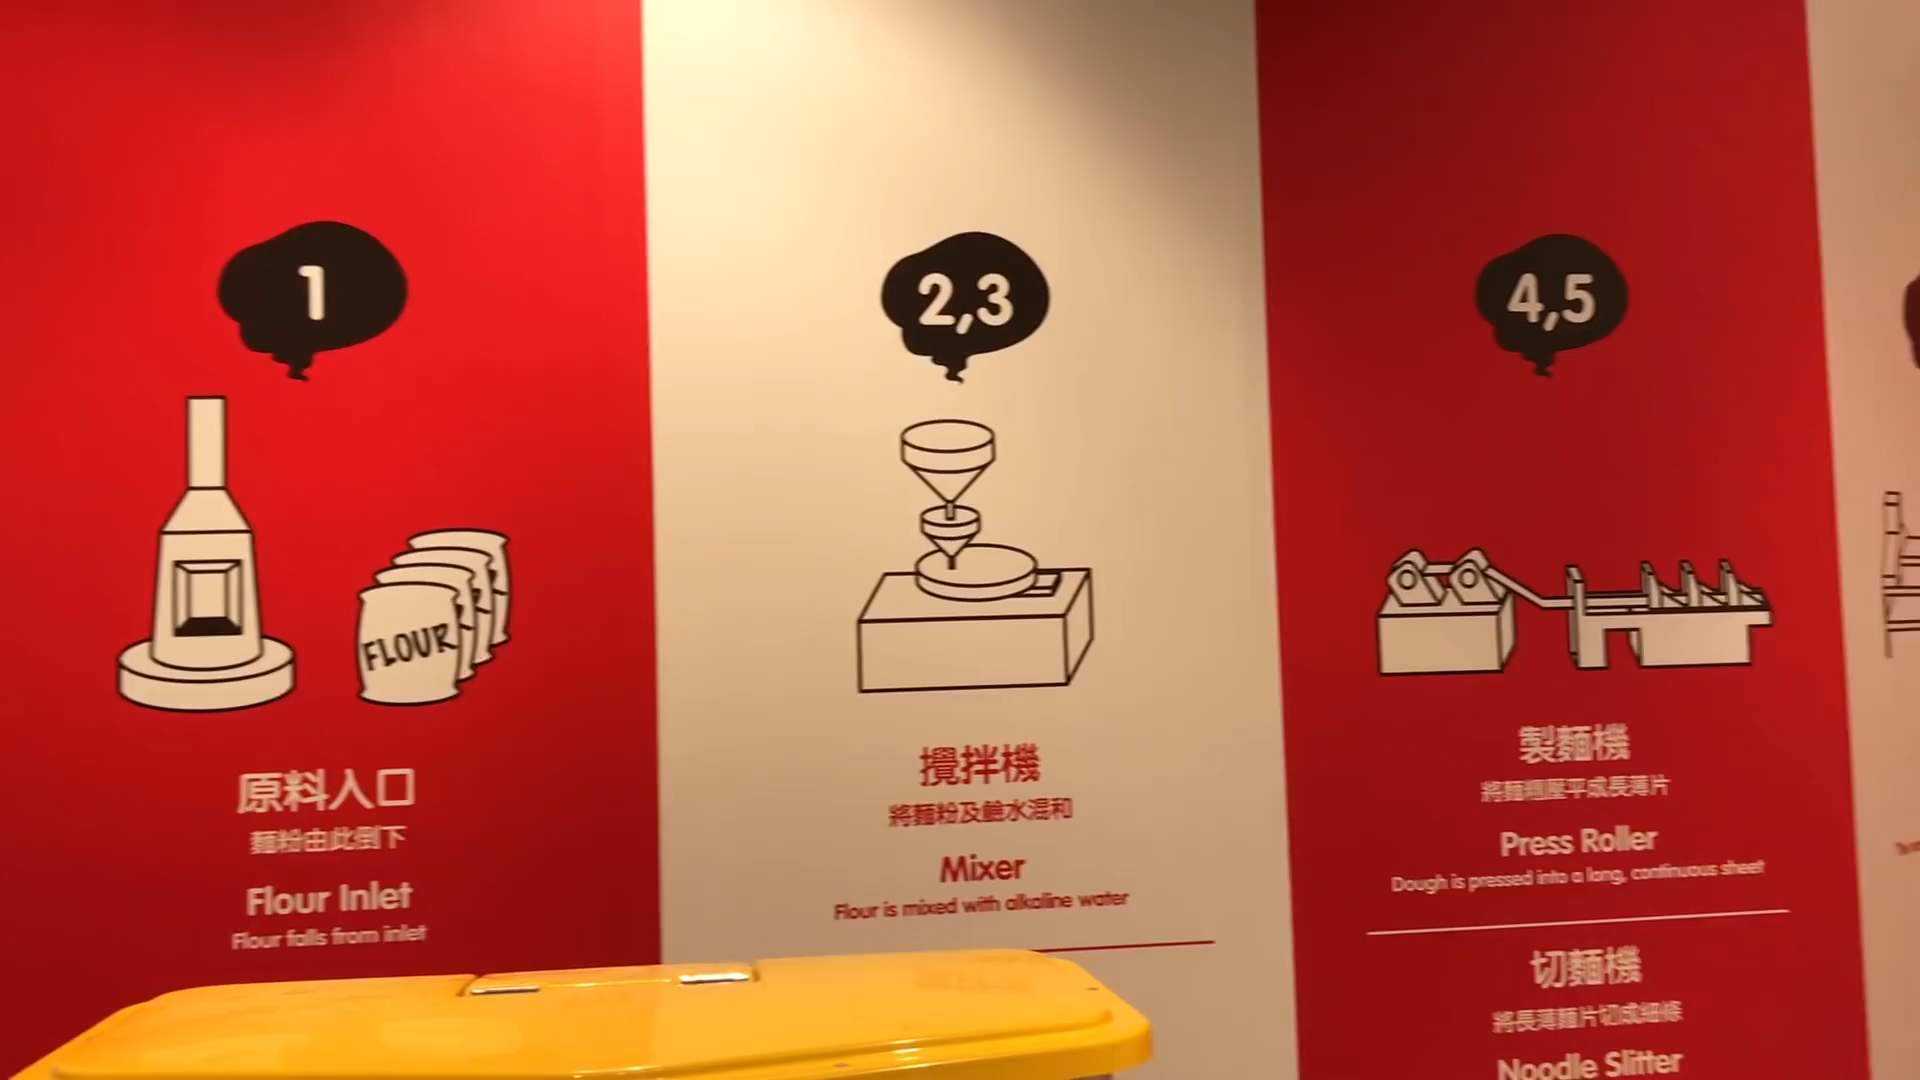 1
FLOUR
原料入口
麵粉由此倒下
Flour Inlet
Flour falls from inlet
2,3
攪拌機
將麵粉及鹼水混和
Mixer
Flour is mixed with alkaline water
4,5
製麵機
將麵糰壓平成長薄片
Press Roller
Dough is pressed into a long, continuous sheet
切麵機
將長薄麵片切成細條
Noodle Slitter